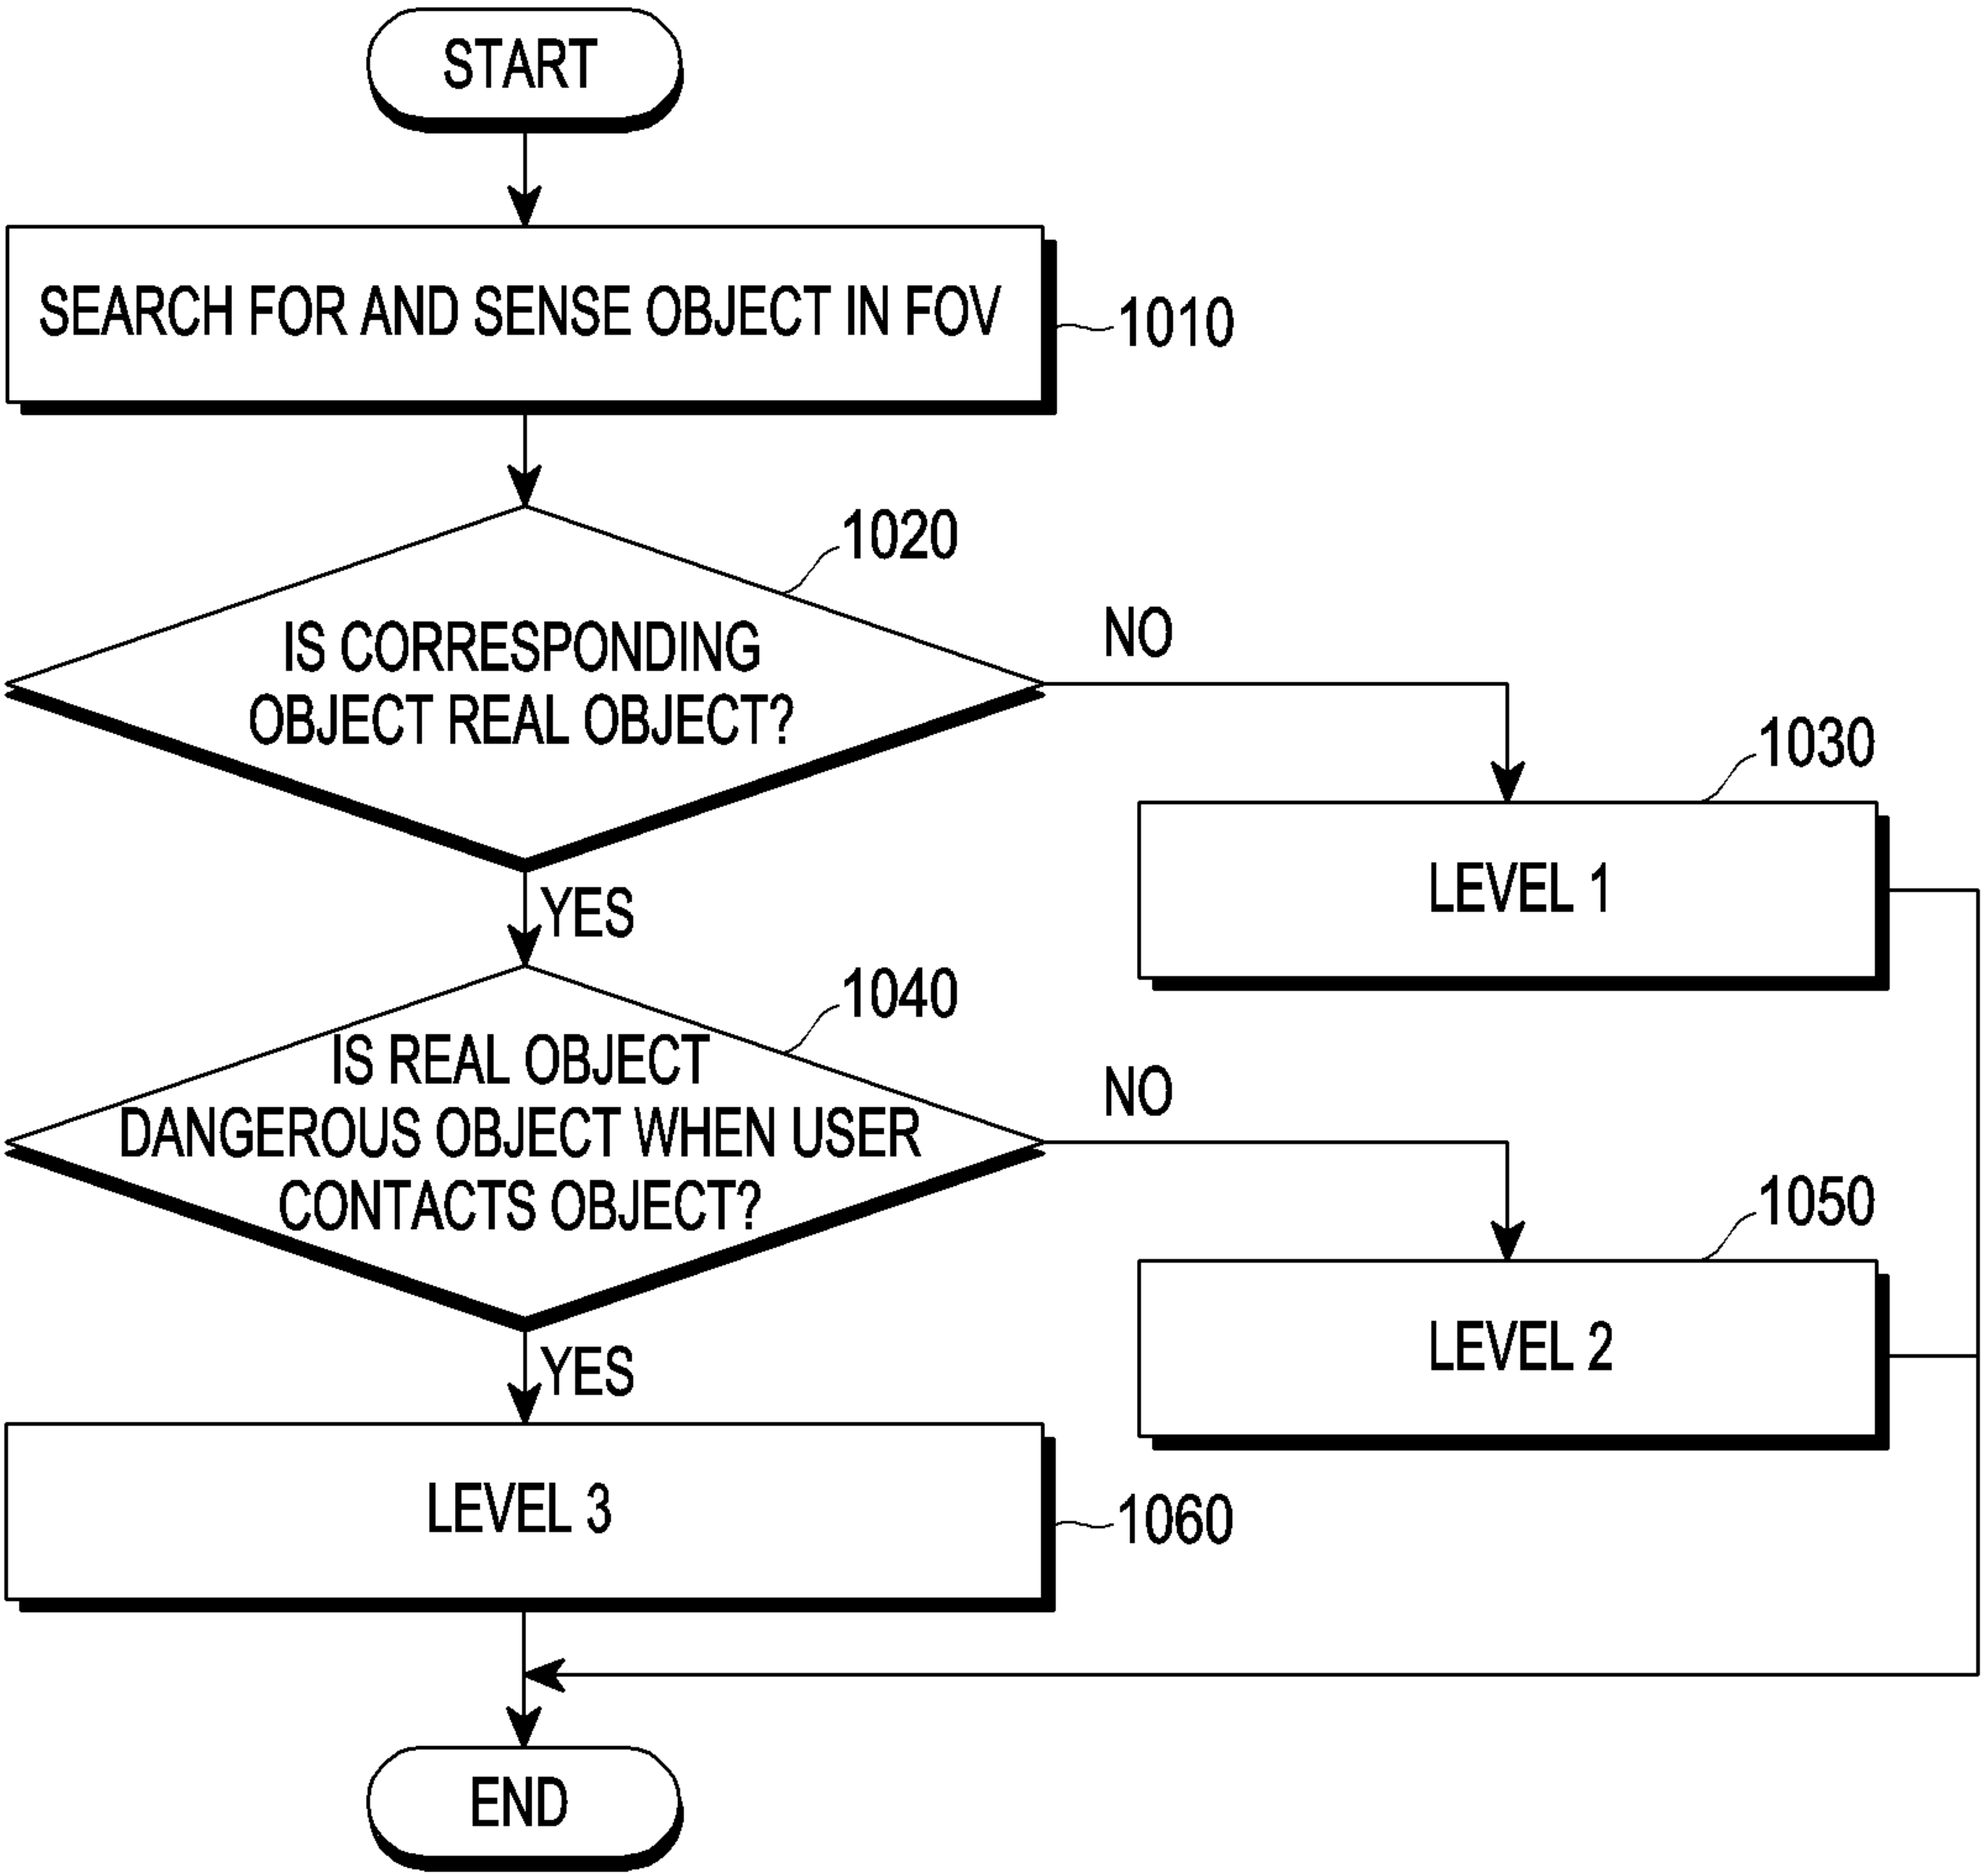 START
SEARCH FOR AND SENSE OBJECT IN FOV
1010
1020
IS CORRESPONDING
OBJECT REAL OBJECT?
NO
1030
LEVEL 1
YES
1040
IS REAL OBJECT
DANGEROUS OBJECT WHEN USER
CONTACTS OBJECT?
NO
1050
LEVEL 2
YES
LEVEL 3
1060
END